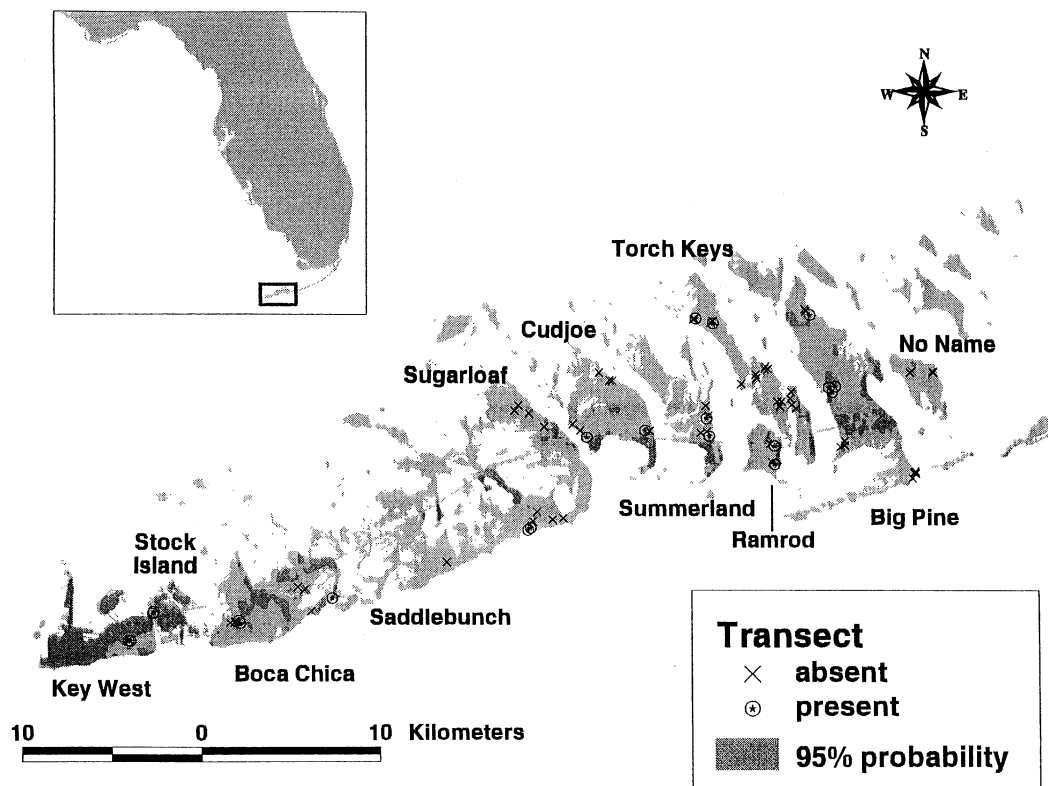 N
W E
S
Torch Keys
Cudjoe
No Name
Sugarloaf
Summerland
Big Pine
Ramrod
Stock
Island
Saddlebunch
Boca Chica
Key West
10 0 10 Kilometers
Transect
absent
present
95% probability